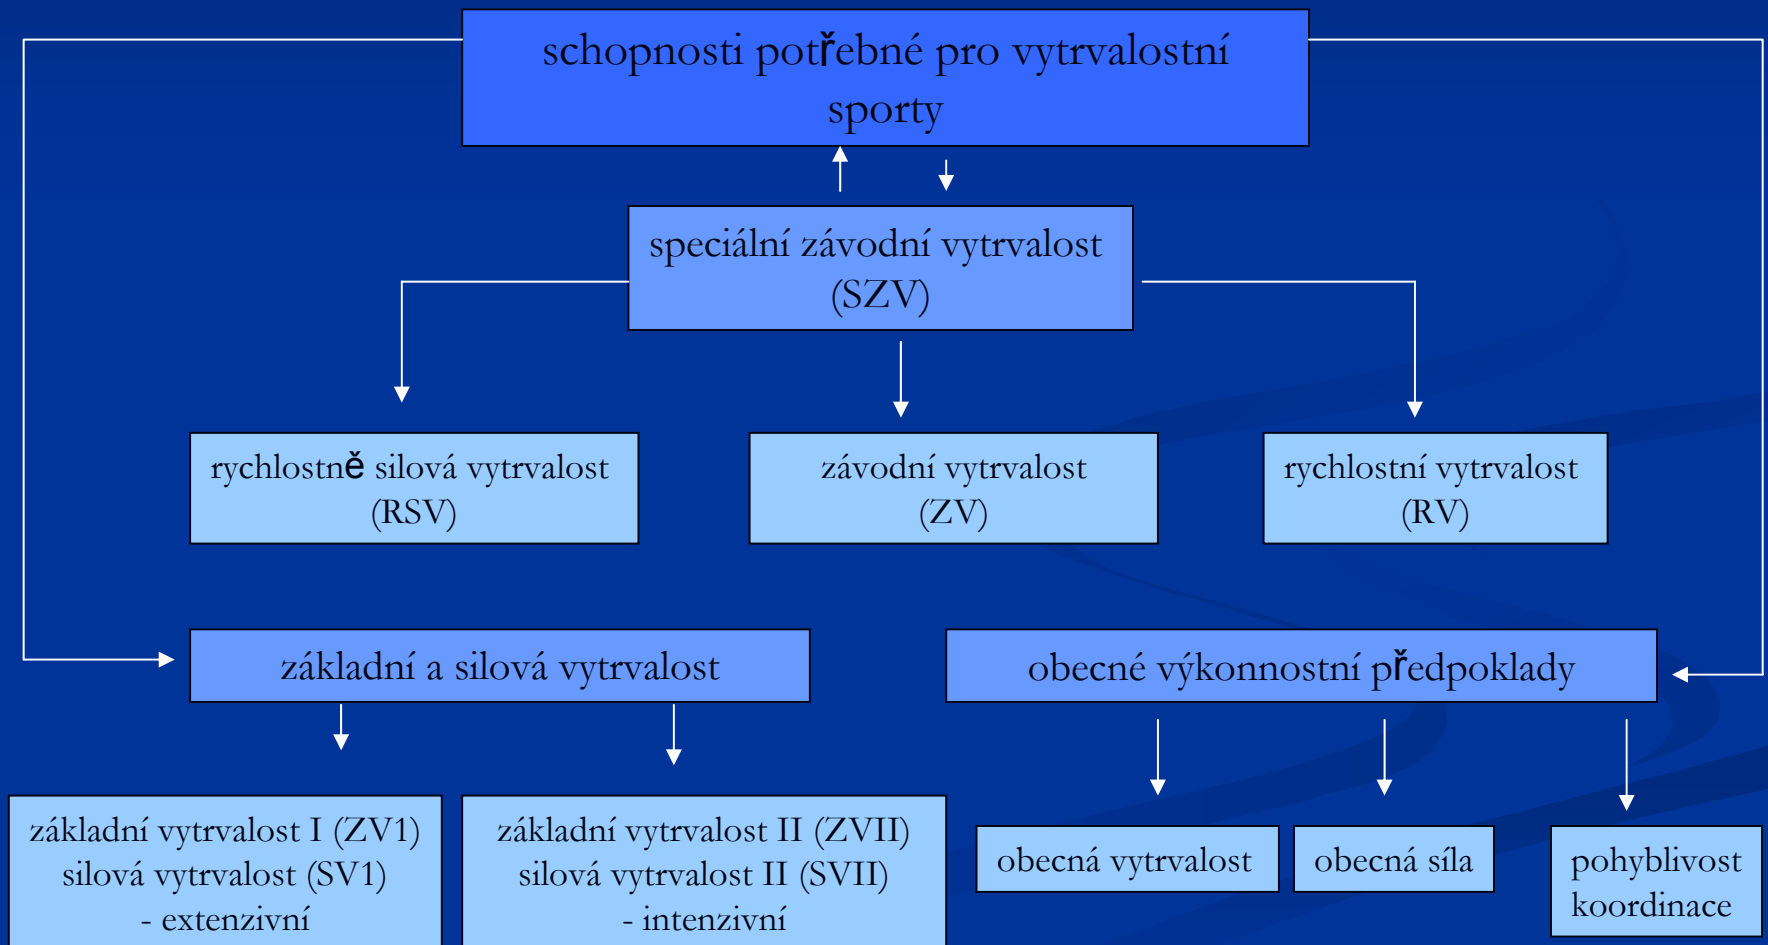 schopnosti potřebné pro vytrvalostní
sporty
speciální závodní vytrvalost
(SZV)
rychlostně silová vytrvalost
(RSV)
závodní vytrvalost
(ZV)
rychlostní vytrvalost
(RV)
základní a silová vytrvalost
obecné výkonnostní předpoklady
základní vytrvalost I (ZV1)
silová vytrvalost (SV1)
- extenzivní
základní vytrvalost II (ZVII)
silová vytrvalost II (SVII)
- intenzivní
obecná vytrvalost
obecná síla
pohyblivost
koordinace